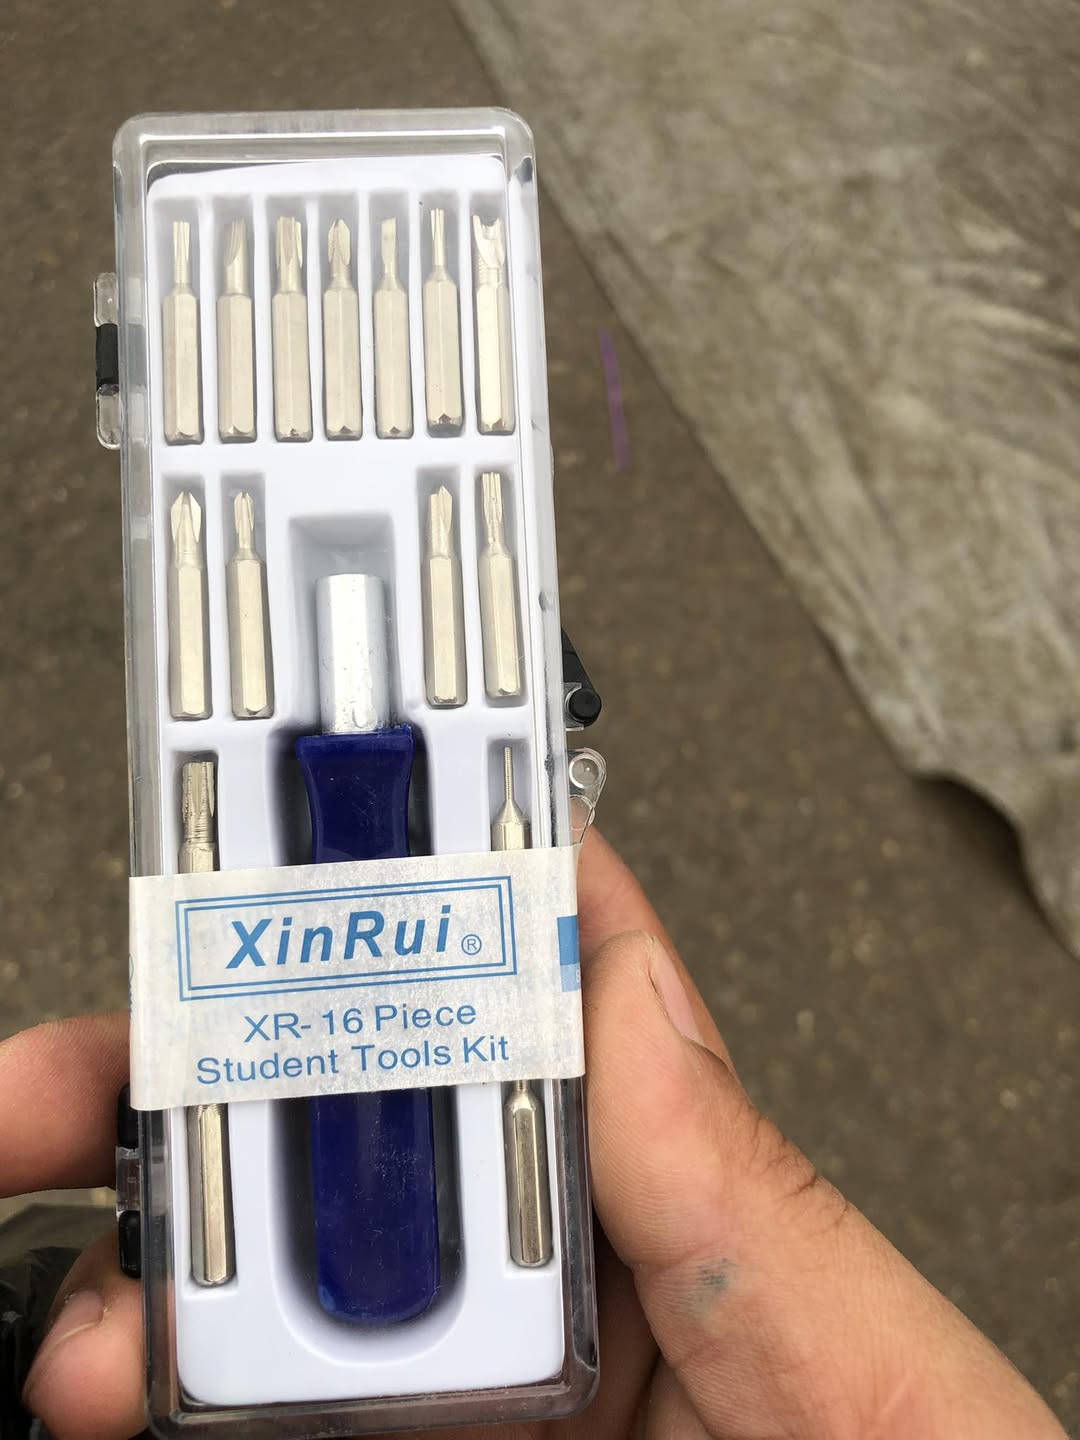 XinRui ®
XR-16 Piece
Student Tools Kit